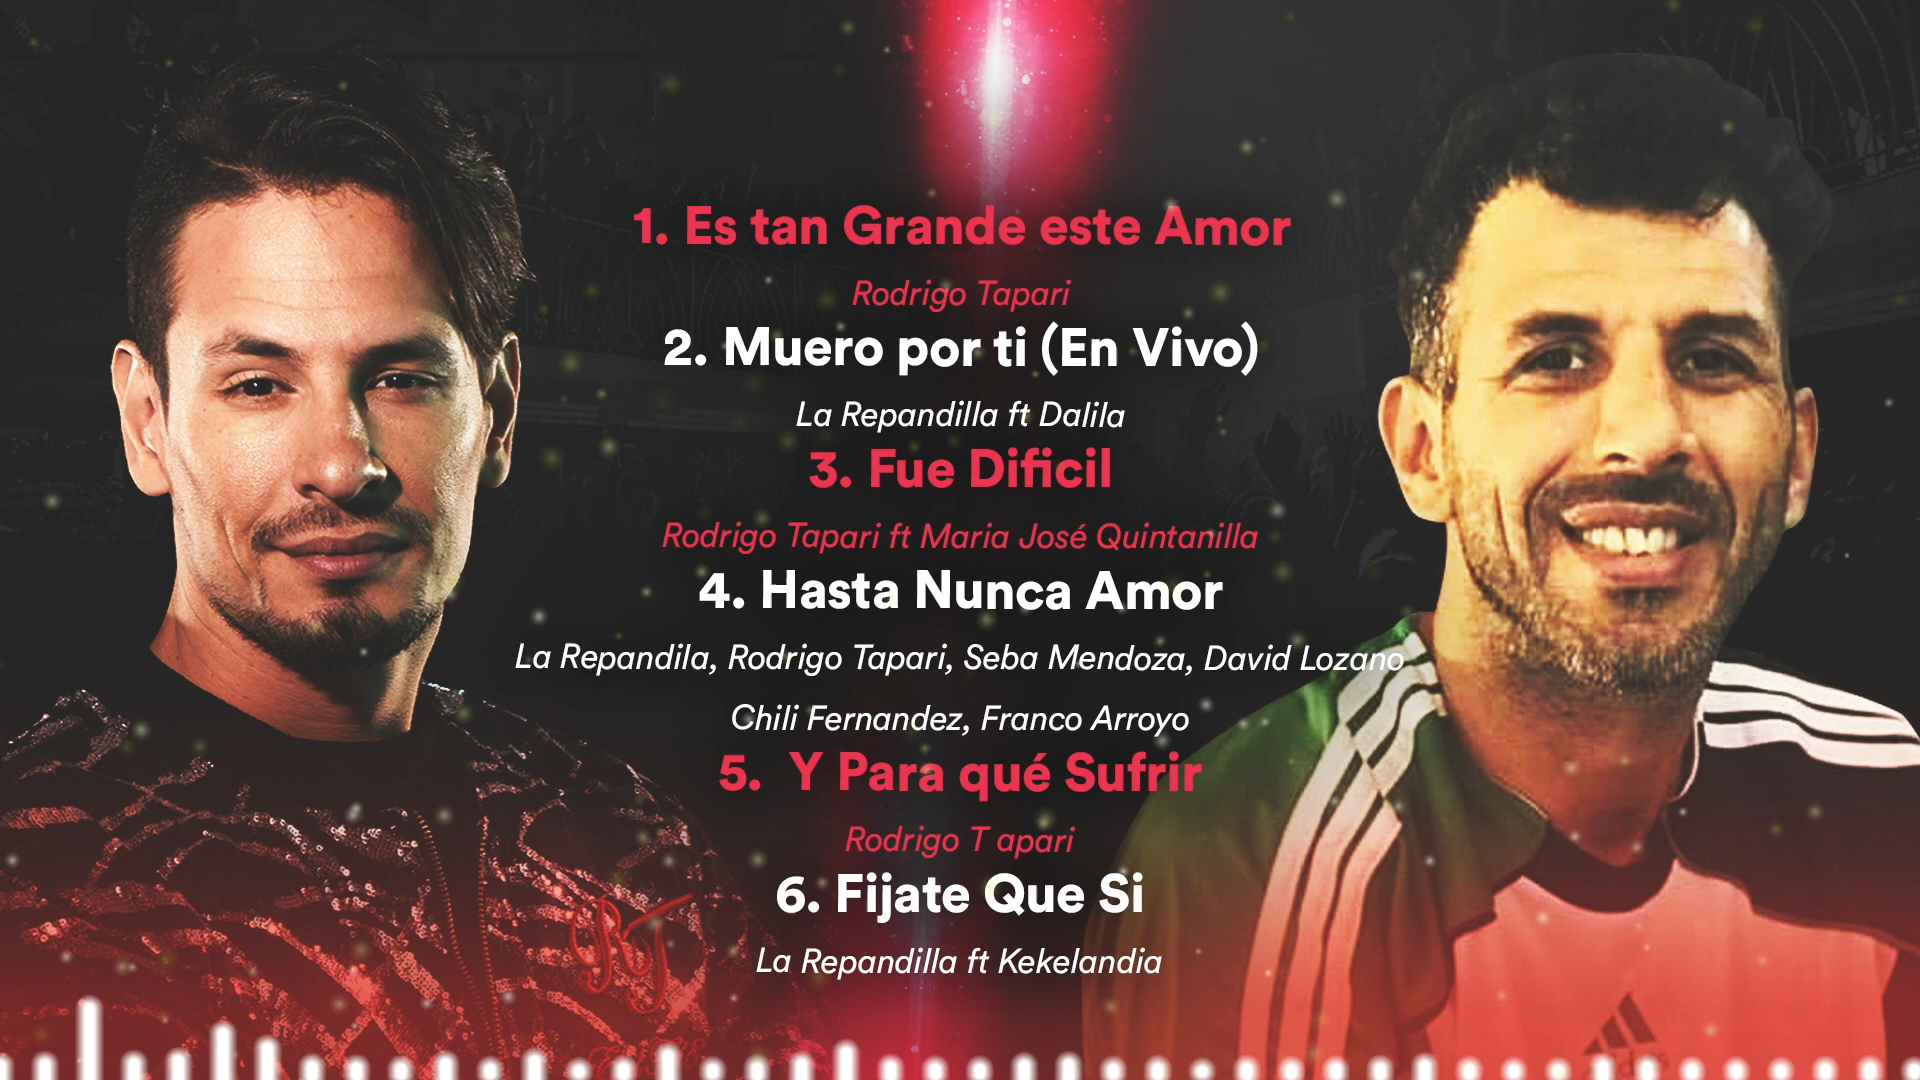 1. Es tan Grande este Amor
Rodrigo Tapari
2. Muero por ti (En Vivo)
La Repandilla ft Dalila
3. Fue Dificil
Rodrigo Tapari ft Maria José Quintanilla
4. Hasta Nunca Amor
La Repandila, Rodrigo Tapari, Seba Mendoza, David Lozano
Chili Fernandez, Franco Arroyo
5. Y Para qué Sufrir
Rodrigo T apari
6. Fijate Que Si
La Repandilla ft Kekelandia
RT